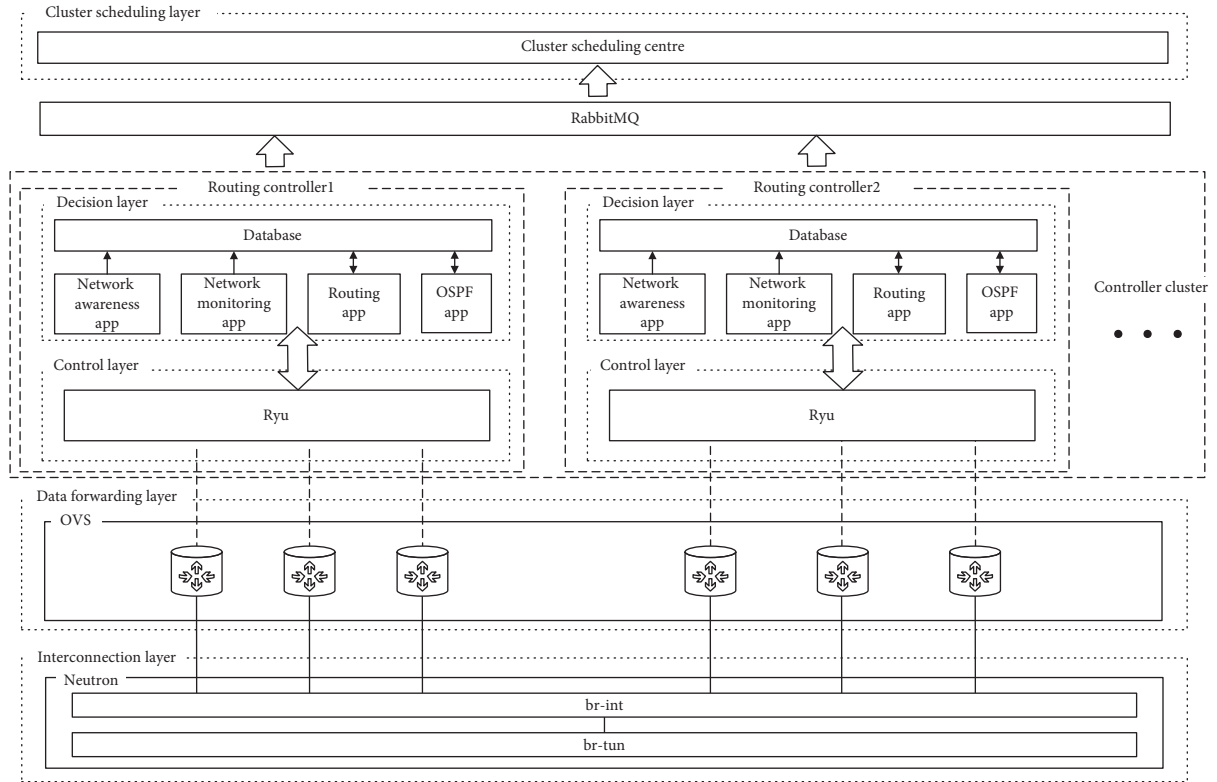 Cluster scheduling layer
Cluster scheduling centre
RabbitMQ
Routing controller1
Decision layer
Database
Network
awareness
app
Network
monitoring
app
Routing
app
OSPF
app
Control layer
Ryu
Routing controller2
Decision layer
Database
Network
awareness
app
Network
monitoring
app
Routing
app
OSPF
app
Control layer
Ryu
Controller cluster
Data forwarding layer
OVS
Interconnection layer
Neutron
br-int
br-tun